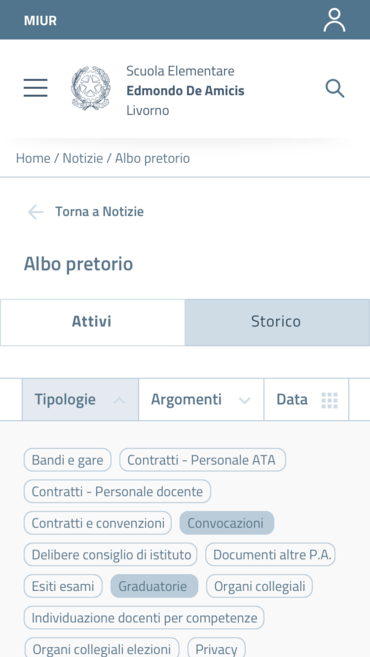 MIUR
Scuola Elementare
Edmondo De Amicis
Livorno
Home / Notizie / Albo pretorio
Torna a Notizie
Albo pretorio
Attivi Storico
Tipologie Argomenti Data
Bandi e gare Contratti - Personale ATA
Contratti - Personale docente
Contratti e convenzioni Convocazioni
Delibere consiglio di istituto Documenti altre P.A.
Esiti esami Graduatorie Organi collegiali
Individuazione docenti per competenze
Organi collegiali elezioni Privacy